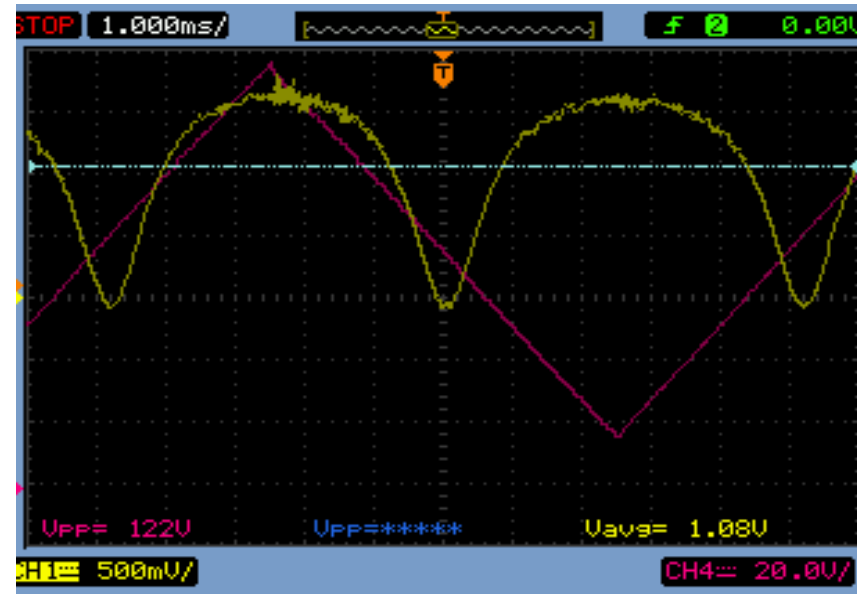 STOP 1.000ms/ T 2 0.00V
T
Vpp= 122V Vpp=***** Vavg= 1.08V
CH1 500mV/ CH4 20.0V/